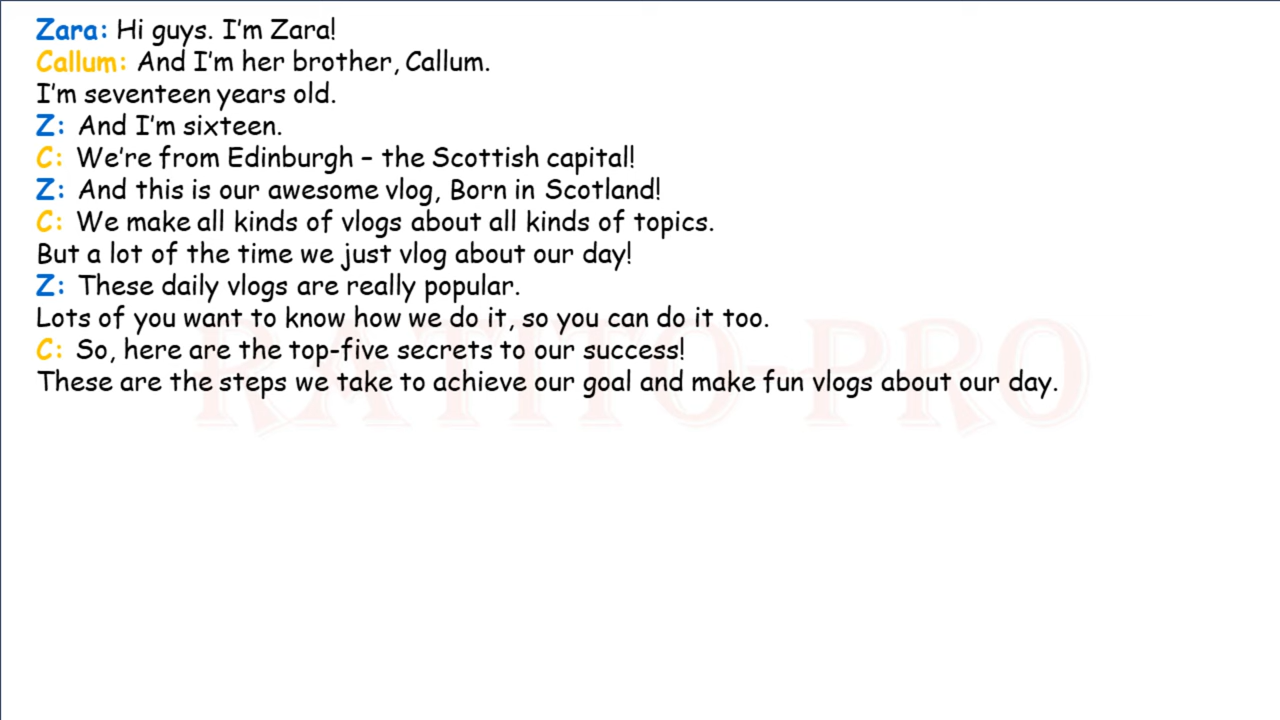 Zara: Hi guys. I'm Zara!
Callum: And I'm her brother, Callum.
I'm seventeen years old.
Z: And I'm sixteen.
C: We're from Edinburgh – the Scottish capital!
Z: And this is our awesome vlog, Born in Scotland!
C: We make all kinds of vlogs about all kinds of topics.
But a lot of the time we just vlog about our day!
Z: These daily vlogs are really popular.
Lots of you want to know how we do it, so you can do it too.
C: So, here are the top-five secrets to our success!
These are the steps we take to achieve our goal and make fun vlogs about our day.
RATITO-PRO